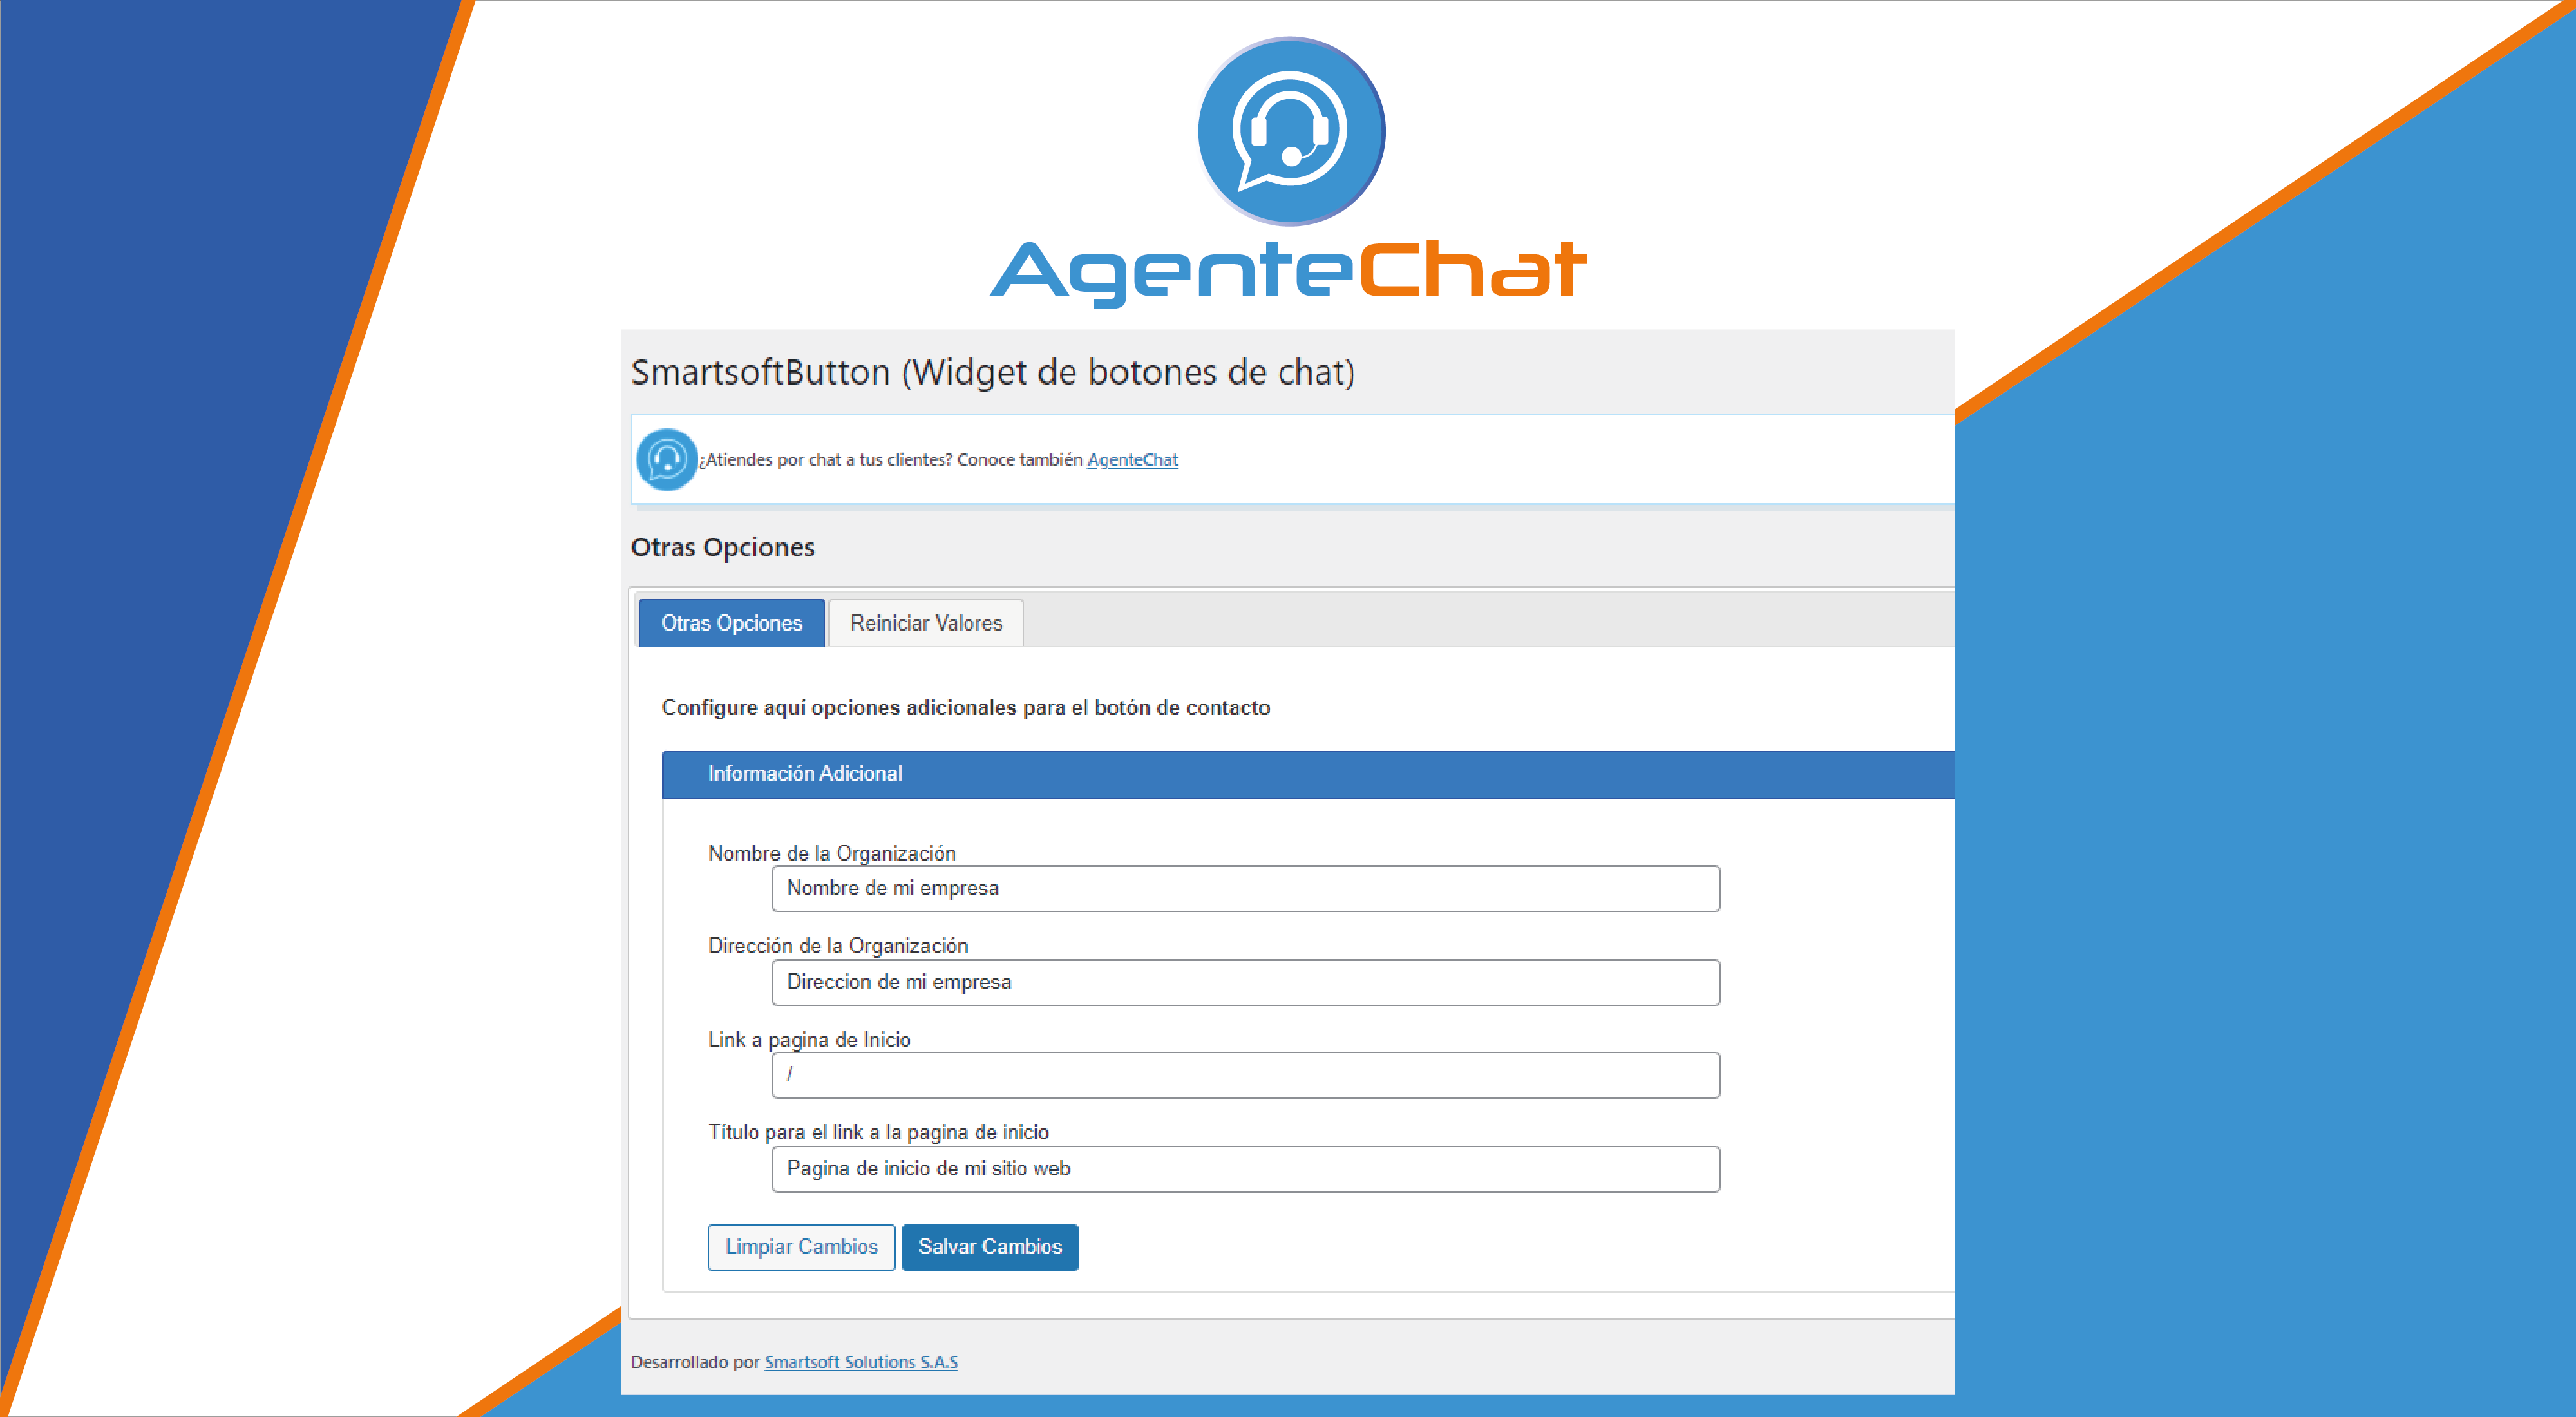 AgenteChat
SmartsoftButton (Widget de botones de chat)
¿Atiendes por chat a tus clientes? Conoce también AgenteChat
Otras Opciones
Otras Opciones
Reiniciar Valores
Configure aquí opciones adicionales para el botón de contacto
Información Adicional
Nombre de la Organización
Nombre de mi empresa
Dirección de la Organización
Direccion de mi empresa
Link a pagina de Inicio
/
Título para el link a la pagina de inicio
Pagina de inicio de mi sitio web
Limpiar Cambios
Salvar Cambios
Desarrollado por Smartsoft Solutions S.A.S